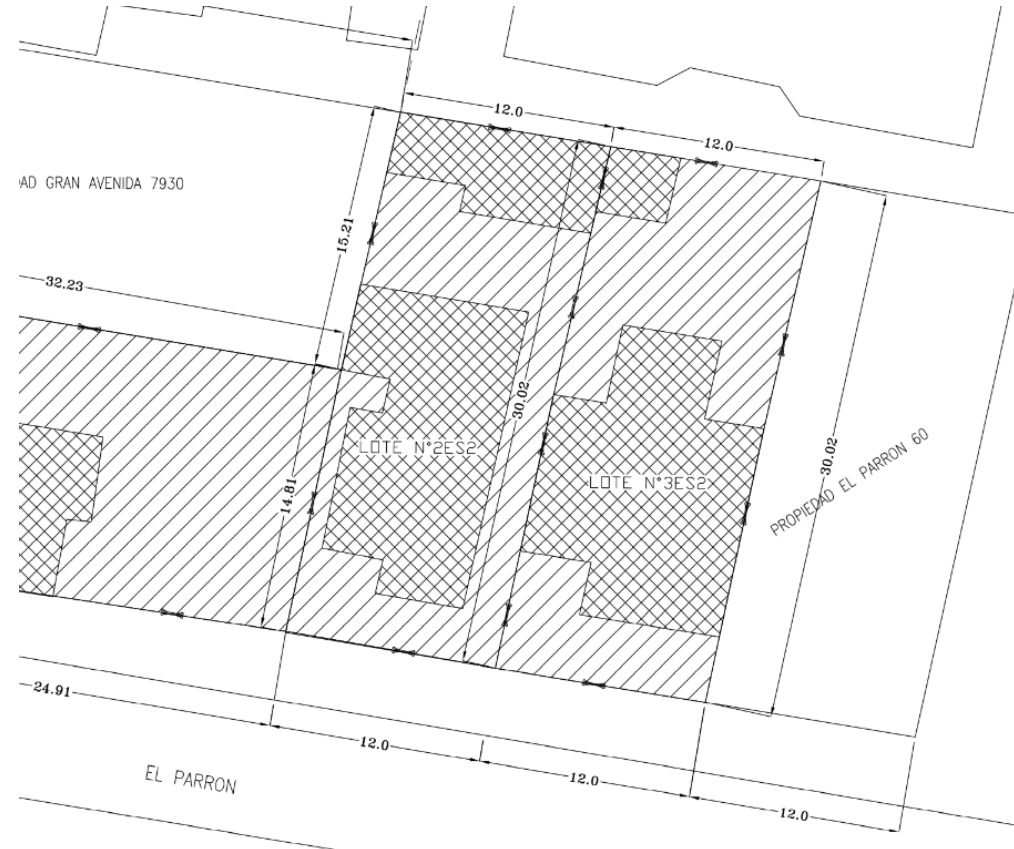 12.0
12.0
AD GRAN AVENIDA 7930
15.21
32.23
30.02
LOTE N°2ES2
30.02
PROPIEDAD EL PARRON 60
LOTE N°3ES2
14.81
24.91
12.0
12.0
12.0
EL PARRON